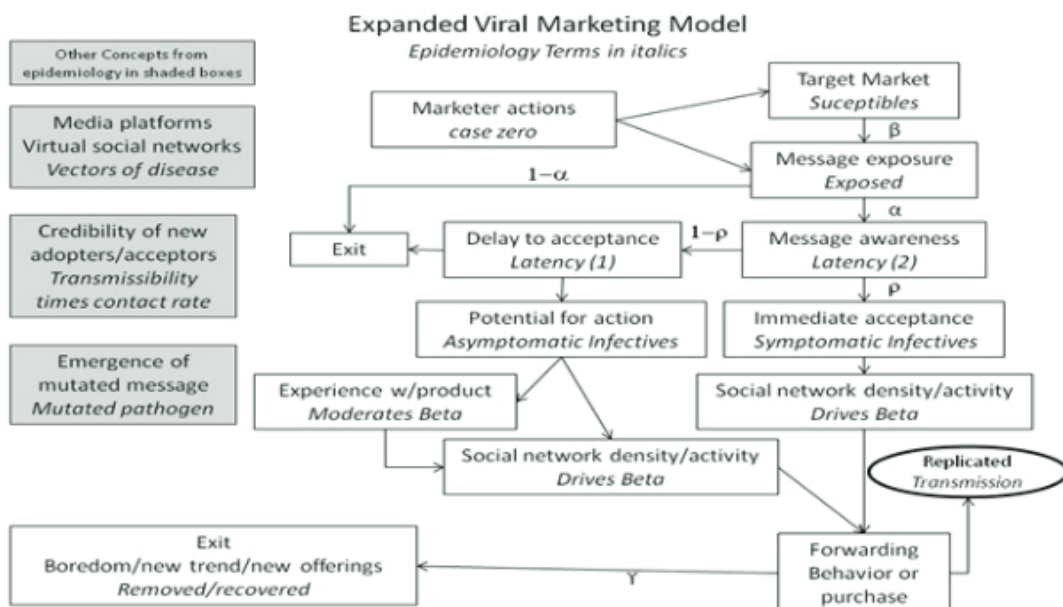 Expanded Viral Marketing Model
Epidemiology Terms in italics
Other Concepts from
epidemiology in shaded boxes
Media platforms
Virtual social networks
Vectors of disease
Credibility of new
adopters/acceptors
Transmissibility
times contact rate
Emergence of
mutated message
Mutated pathogen
Marketer actions
case zero
Target Market
Suceptibles
β
Message exposure
Exposed
1−α
α
Exit
Delay to acceptance
Latency (1)
1−ρ
Message awareness
Latency (2)
ρ
Potential for action
Asymptomatic Infectives
Immediate acceptance
Symptomatic Infectives
Experience w/product
Moderates Beta
Social network density/activity
Drives Beta
Social network density/activity
Drives Beta
Replicated
Transmission
Exit
Boredom/new trend/new offerings
Removed/recovered
γ
Forwarding
Behavior or
purchase